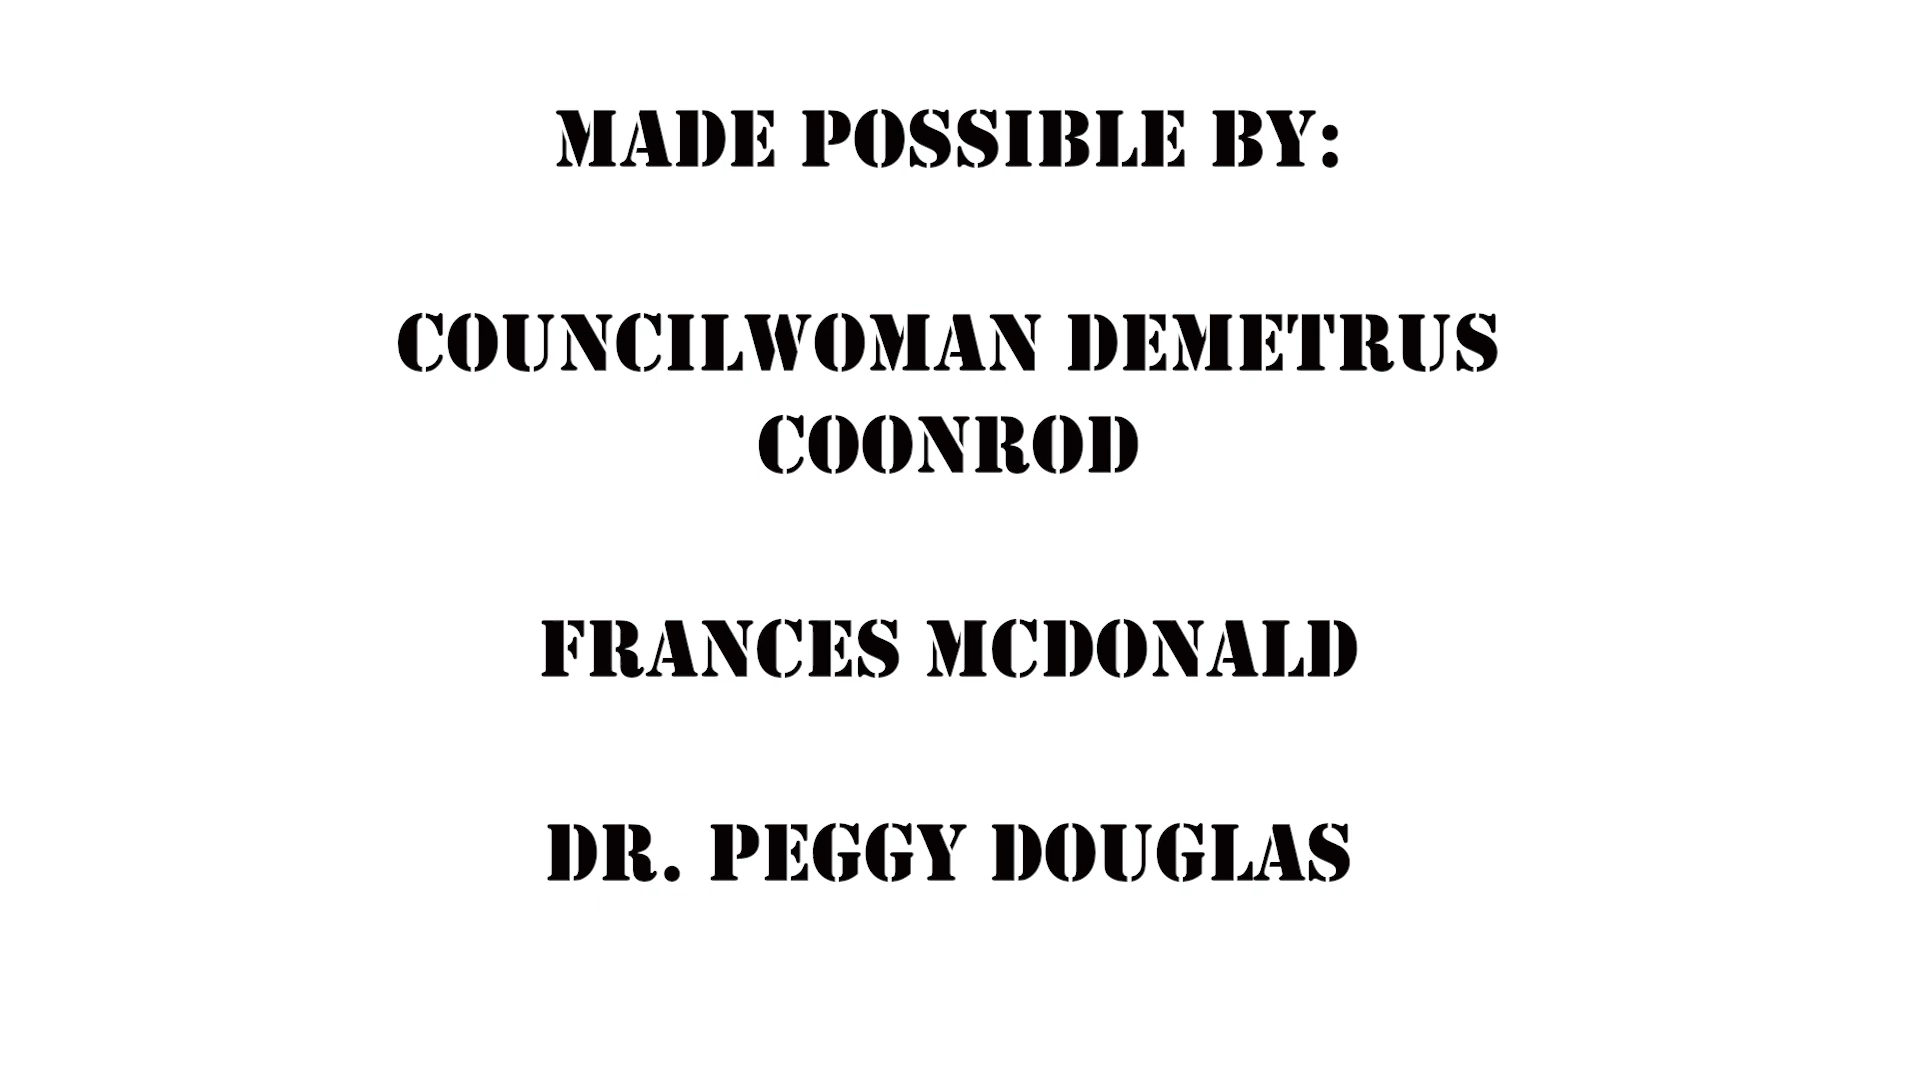 MADE POSSIBLE BY:
COUNCILWOMAN DEMETRUS
COONROD
FRANCES MCDONALD
DR. PEGGY DOUGLAS